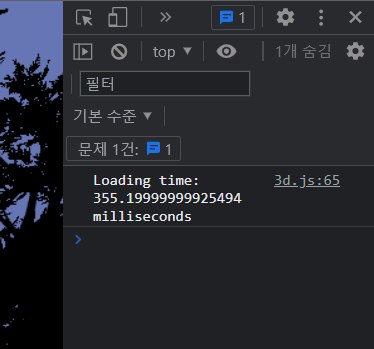 1
top 1개 숨김
필터
기본 수준
문제 1건: 1
Loading time: 3d.js:65
355.19999999925494
milliseconds